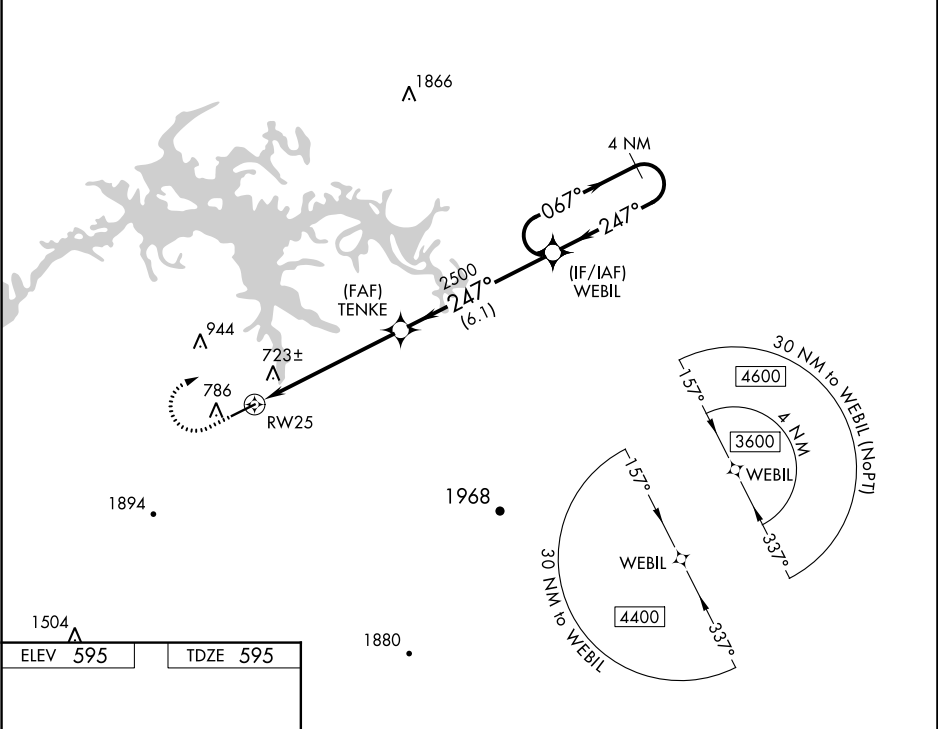 1866
4 NM
067°
247°
(IF/IAF)
WEBIL
2500
247°
(6.1)
(FAF)
TENKE
944
723±
786
RW25
30 NM to WEBIL (NoPT)
4600
157°
4 NM
3600
WEBIL
337°
1894
1968
157°
WEBIL
30 NM to WEBIL
4400
337°
1504
1880
ELEV 595
TDZE 595